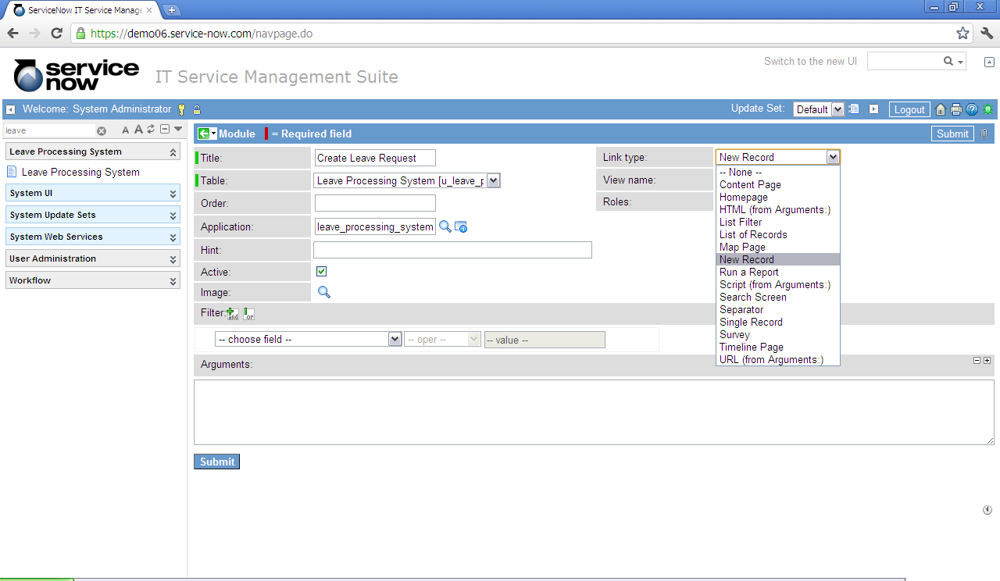 ServiceNow IT Service Manage
https://demo06.service-now.com/navpage.do
service now
IT Service Management Suite
Switch to the new UI
Welcome: System Administrator
Update Set:
Default
Logout
leave
A A
Module
= Required field
Submit
Leave Processing System
Leave Processing System
System UI
System Update Sets
System Web Services
User Administration
Workflow
Title:
Create Leave Request
Table:
Leave Processing System [u_leave_p
Order:
Application:
leave_processing_system
Hint:
Active:
Image:
Link type:
New Record
View name:
Roles:
-- None --
Content Page
Homepage
HTML (from Arguments:)
List Filter
List of Records
Map Page
New Record
Run a Report
Script (from Arguments:)
Search Screen
Separator
Single Record
Survey
Timeline Page
URL (from Arguments:)
Filter:
and
or
-- choose field --
-- oper --
-- value --
Arguments:
Submit